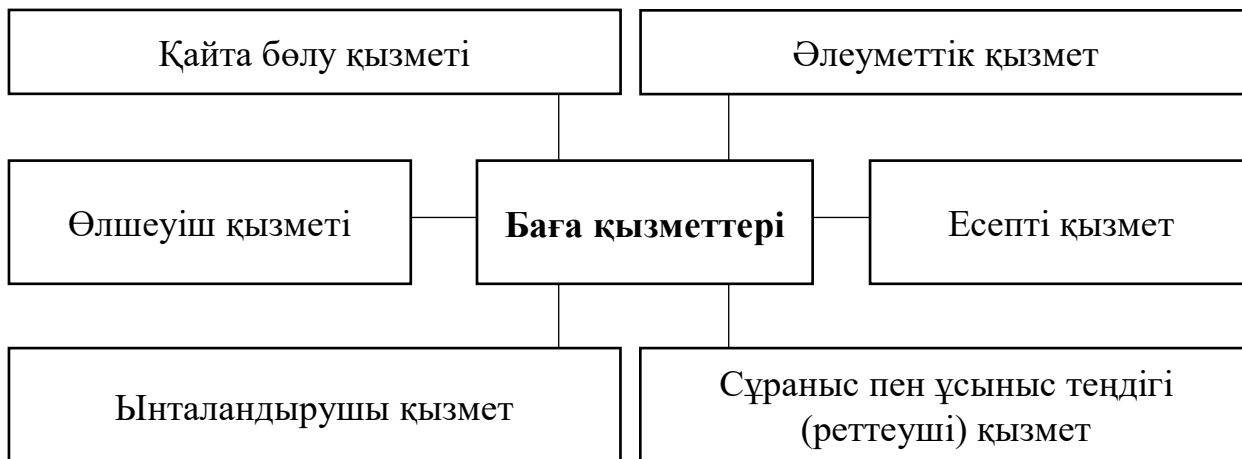 Қайта бөлу қызметі
Әлеуметтік қызмет
Өлшеуіш қызметі
Баға қызметтері
Есепті қызмет
Ынталандырушы қызмет
Сұраныс пен ұсыныс теңдігі
(реттеуші) қызмет